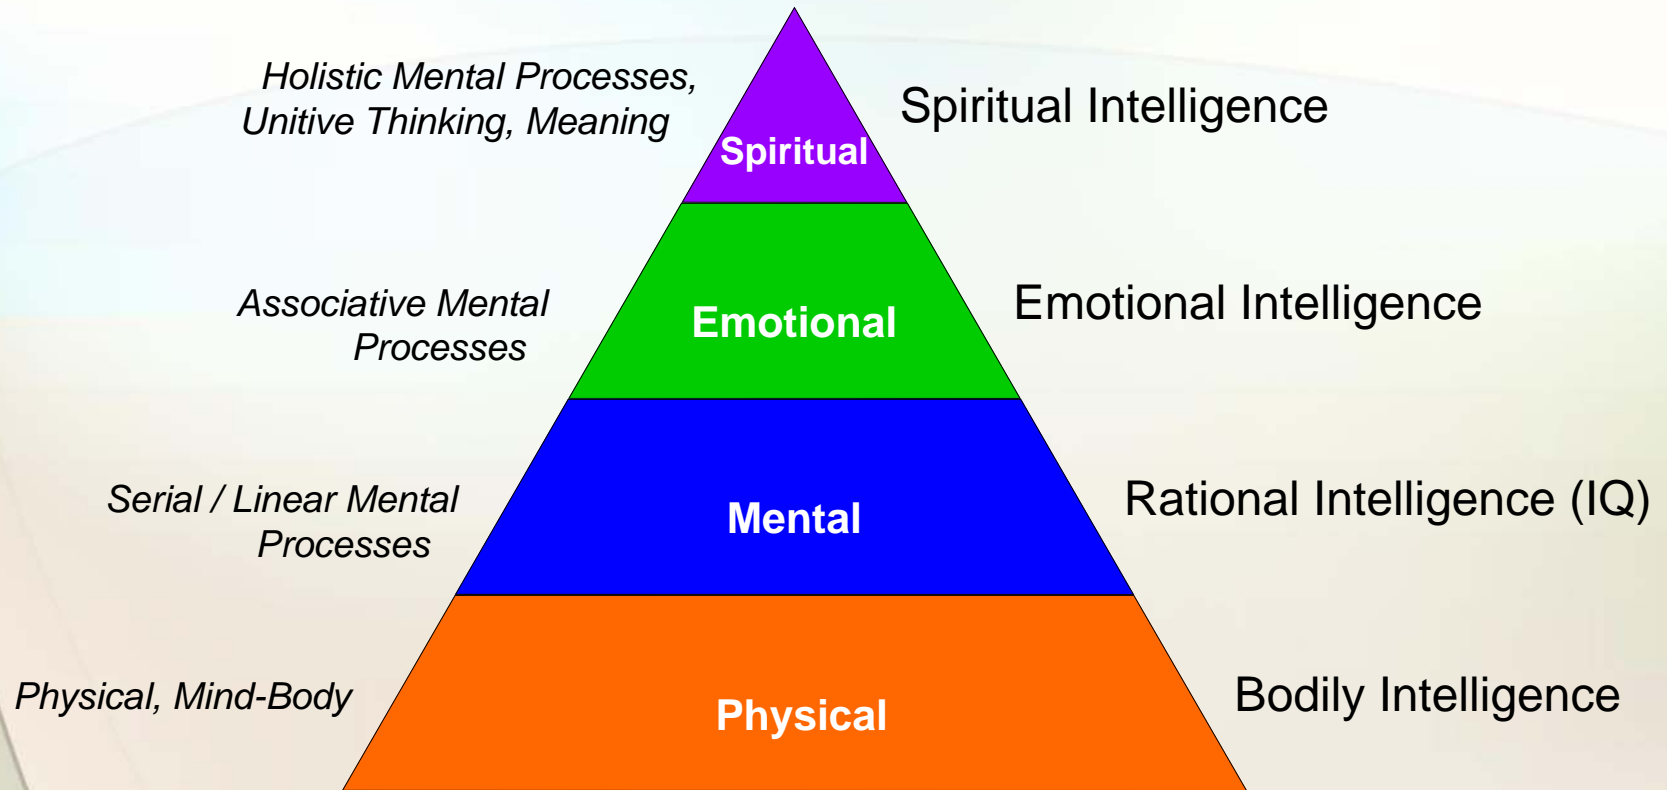 Holistic Mental Processes,
Unitive Thinking, Meaning
Spiritual
Spiritual Intelligence
Associative Mental
Processes
Emotional
Emotional Intelligence
Serial / Linear Mental
Processes
Mental
Rational Intelligence (IQ)
Physical, Mind-Body
Physical
Bodily Intelligence